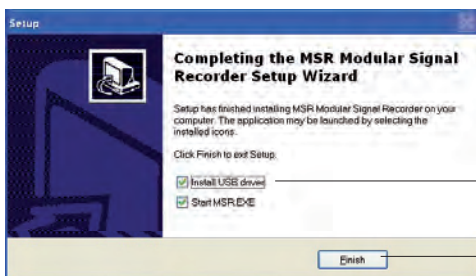 Setup
Completing the MSR Modular Signal
Recorder Setup Wizard
Setup has finished installing MSR Modular Signal Recorder on your
computer. The application may be launched by selecting the
installed icons.
Click Finish to exit Setup.
Install USB driver
Start MSR.EXE
Finish